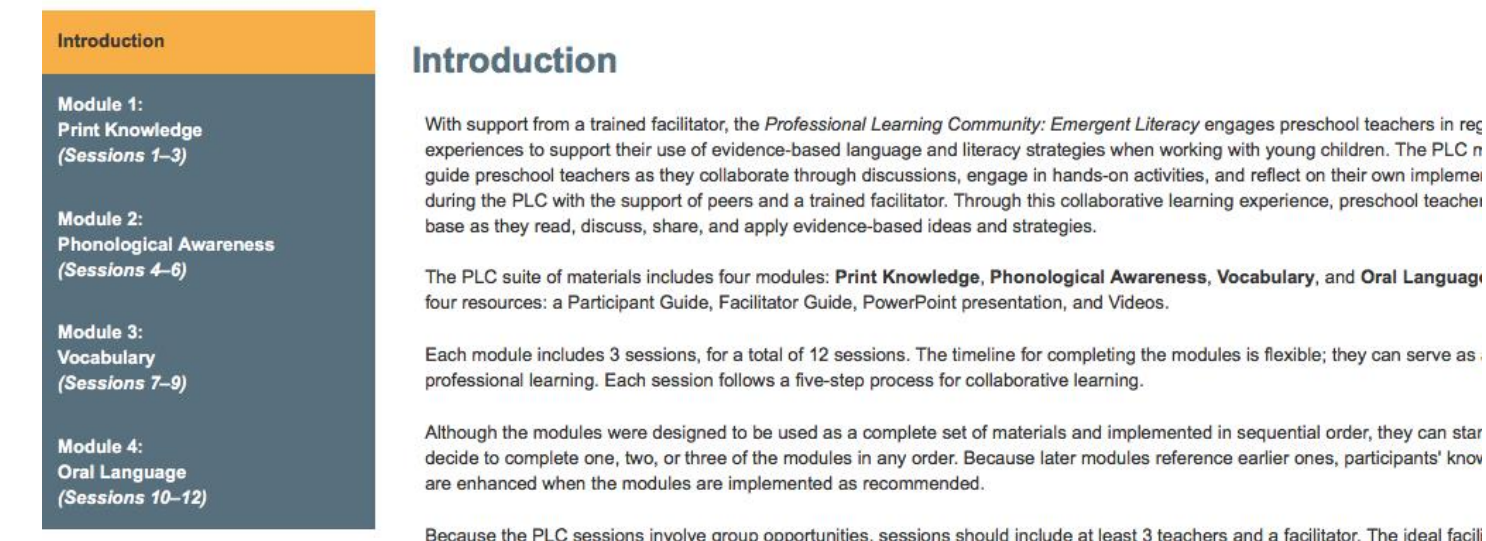 Introduction
Module 1:
Print Knowledge
(Sessions 1–3)
Module 2:
Phonological Awareness
(Sessions 4–6)
Module 3:
Vocabulary
(Sessions 7–9)
Module 4:
Oral Language
(Sessions 10–12)
Introduction
With support from a trained facilitator, the Professional Learning Community: Emergent Literacy engages preschool teachers in
experiences to support their use of evidence-based language and literacy strategies when working with young children. The PLC
guide preschool teachers as they collaborate through discussions, engage in hands-on activities, and reflect on their own
during the PLC with the support of peers and a trained facilitator. Through this collaborative learning experience, preschool
base as they read, discuss, share, and apply evidence-based ideas and strategies.
The PLC suite of materials includes four modules: Print Knowledge, Phonological Awareness, Vocabulary, and Oral Language
four resources: a Participant Guide, Facilitator Guide, PowerPoint presentation, and Videos.
Each module includes 3 sessions, for a total of 12 sessions. The timeline for completing the modules is flexible; they can serve as
professional learning. Each session follows a five-step process for collaborative learning.
Although the modules were designed to be used as a complete set of materials and implemented in sequential order, they can
decide to complete one, two, or three of the modules in any order. Because later modules reference earlier ones, participants'
are enhanced when the modules are implemented as recommended.
Because the PLC sessions involve group opportunities, sessions should include at least 3 teachers and a facilitator. The ideal